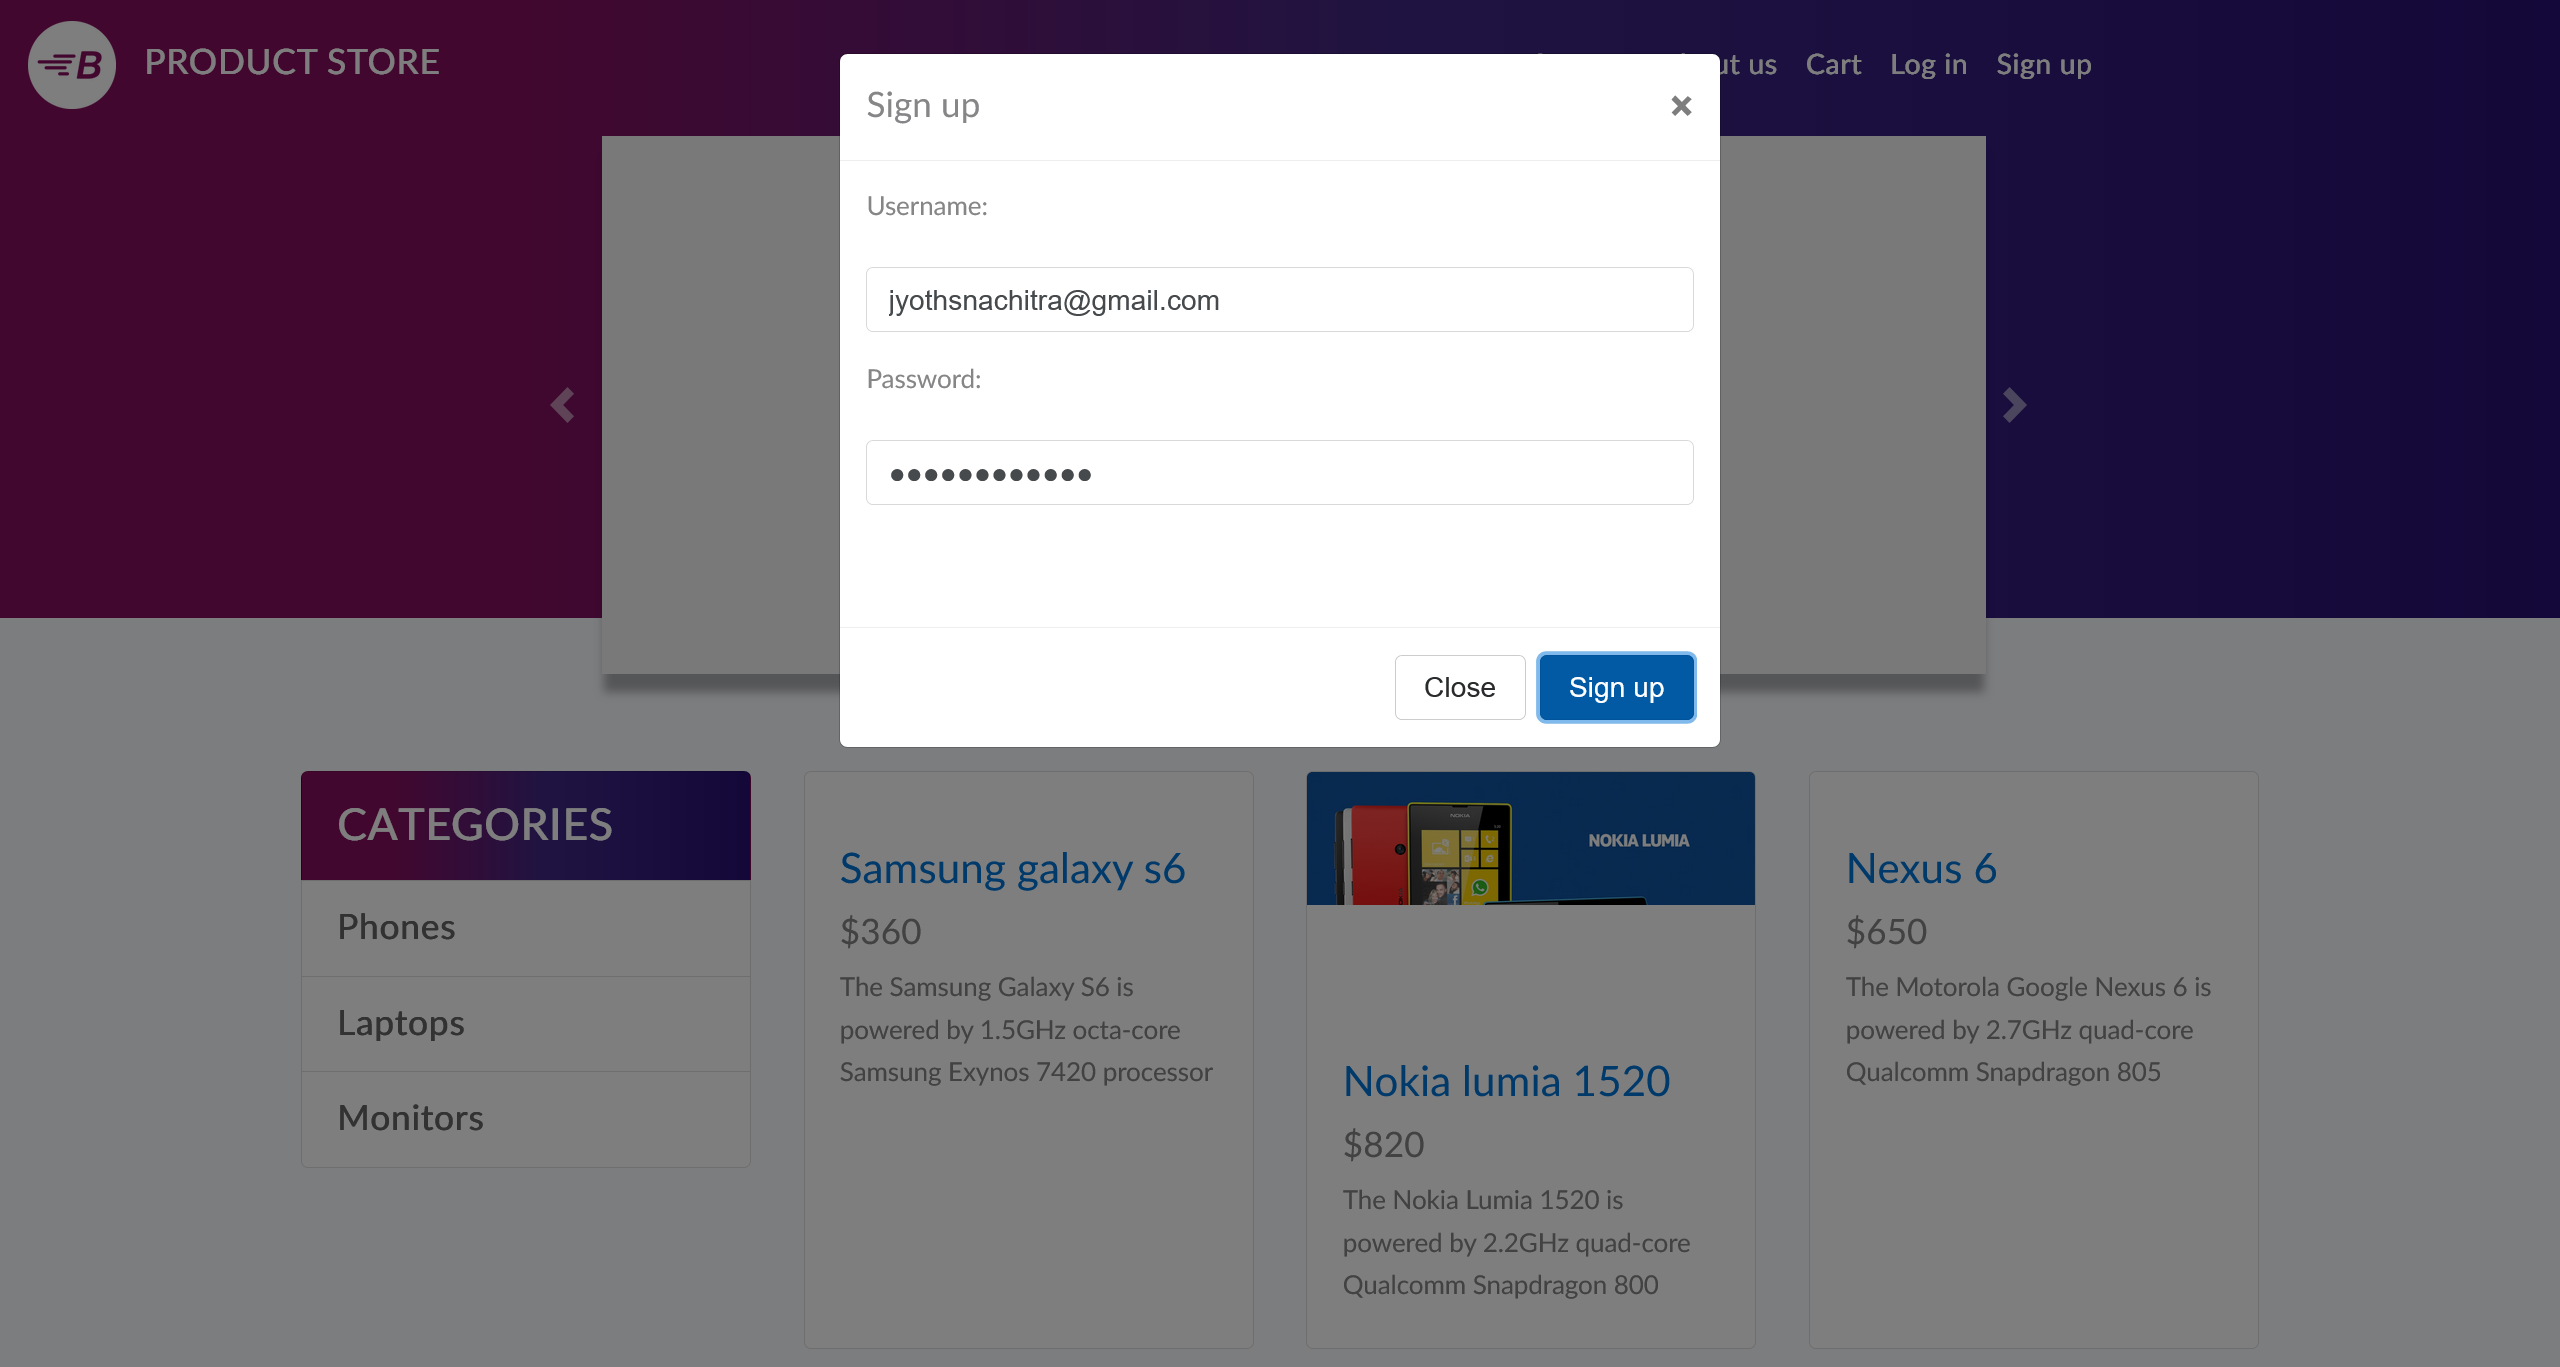 B PRODUCT STORE
ut us Cart Log in Sign up
Sign up
Username:
jyothsnachitra@gmail.com
Password:
Close Sign up
CATEGORIES
Phones
Laptops
Monitors
Samsung galaxy s6
$360
The Samsung Galaxy S6 is
powered by 1.5GHz octa-core
Samsung Exynos 7420 processor
NOKIA
NOKIA LUMIA
Nokia lumia 1520
$820
The Nokia Lumia 1520 is
powered by 2.2GHz quad-core
Qualcomm Snapdragon 800
Nexus 6
$650
The Motorola Google Nexus 6 is
powered by 2.7GHz quad-core
Qualcomm Snapdragon 805